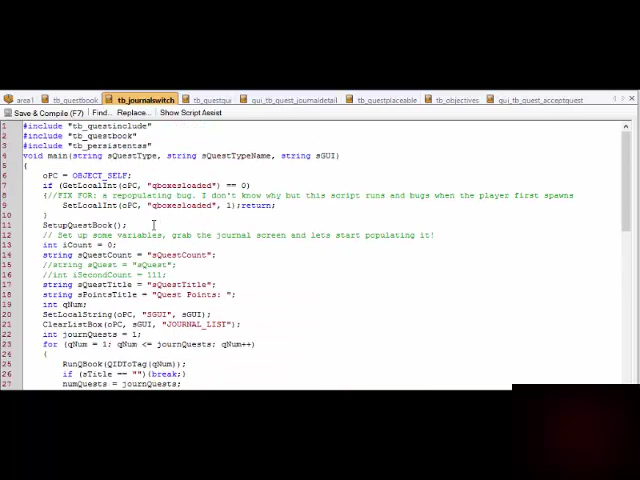 area1 tb_questbook tb_journalswitch tb_questgui gui_tb_quest_journaldetail tb_questplaceable tb_objectives gui_tb_quest_acceptquest
Save & Compile (F7) Find... Replace... Show Script Assist
1 #include "tb_questinclude"
2 #include "tb_questbook"
3 #include "tb_persistentss"
4 void main(string sQuestType, string sQuestTypeName, string sGUI)
5 {
6 oPC = OBJECT_SELF;
7 if (GetLocalInt(oPC, "qboxesloaded") == 0)
8 {//FIX FOR: a repopulating bug. I don't know why but this script runs and bugs when the player first spawns
9 SetLocalInt(oPC, "qboxesloaded", 1);return;
10 }
11 SetupQuestBook();
12 // Set up some variables, grab the journal screen and lets start populating it!
13 int iCount = 0;
14 string sQuestCount = "sQuestCount";
15 //string sQuest = "sQuest";
16 //int iSecondCount = 111;
17 string sQuestTitle = "sQuestTitle";
18 string sPointsTitle = "Quest Points: ";
19 int qNum;
20 SetLocalString(oPC, "SGUI", sGUI);
21 ClearListBox(oPC, sGUI, "JOURNAL_LIST");
22 int journQuests = 1;
23 for (qNum = 1; qNum <= journQuests; qNum++)
24 {
25 RunQBook(QIDToTag(qNum));
26 if (sTitle == ""){break;}
27 numQuests = journQuests;